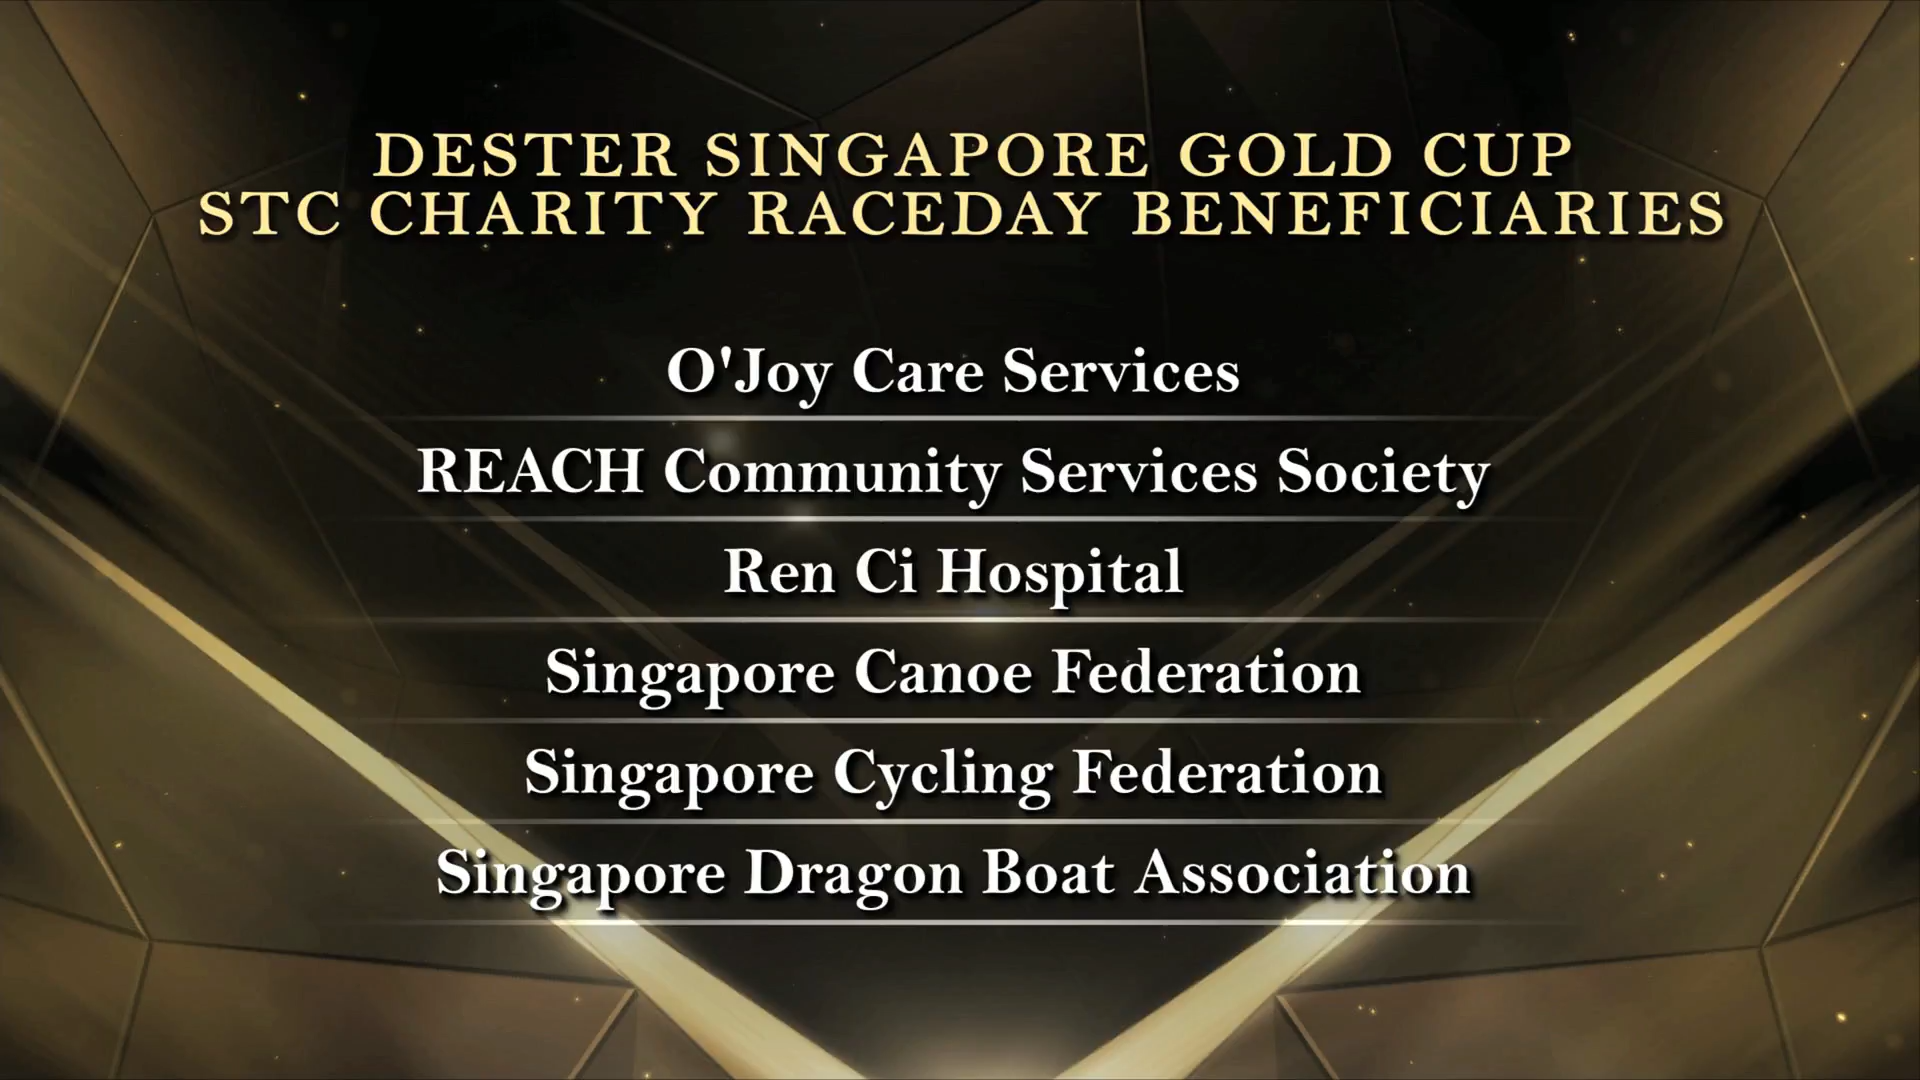 DESTER SINGAPORE GOLD CUP
STC CHARITY RACEDAY BENEFICIARIES
O'Joy Care Services
REACH Community Services Society
Ren Ci Hospital
Singapore Canoe Federation
Singapore Cycling Federation
Singapore Dragon Boat Association